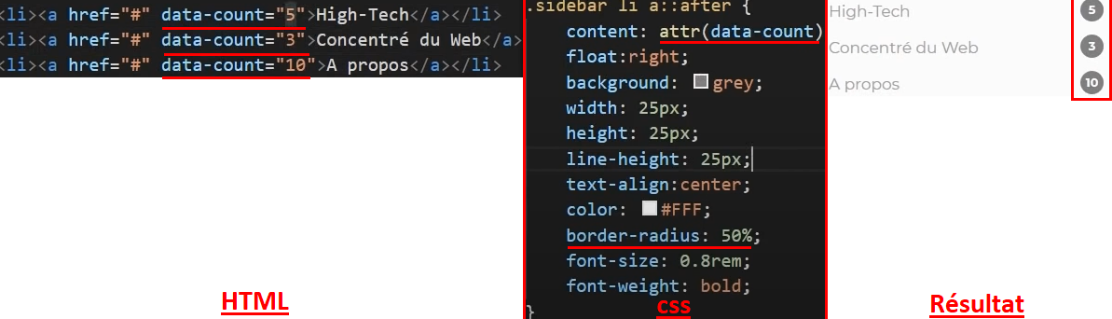 <li><a href="#" data-count="5">High-Tech</a></li>
<li><a href="#" data-count="3">Concentré du Web</a>
<li><a href="#" data-count="10">A propos</a></li>
HTML
.sidebar li a::after {
content: attr(data-count)
float:right;
background: grey;
width: 25px;
height: 25px;
line-height: 25px;
text-align:center;
color: #FFF;
border-radius: 50%;
font-size: 0.8rem;
font-weight: bold;
}
css
High-Tech 5
Concentré du Web 3
A propos 10
Résultat